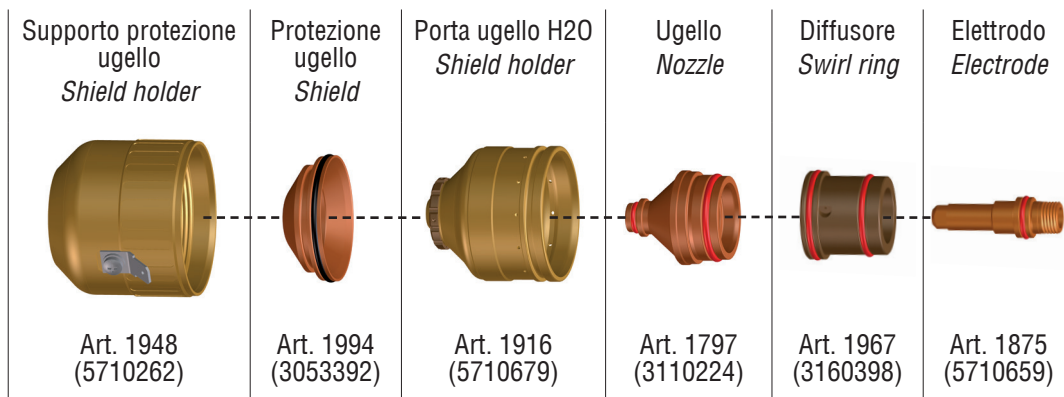 Supporto protezione
ugello
Shield holder
Art. 1948
(5710262)
Protezione
ugello
Shield
Art. 1994
(3053392)
Porta ugello H2O
Shield holder
Art. 1916
(5710679)
Ugello
Nozzle
Art. 1797
(3110224)
Diffusore
Swirl ring
Art. 1967
(3160398)
Elettrodo
Electrode
Art. 1875
(5710659)